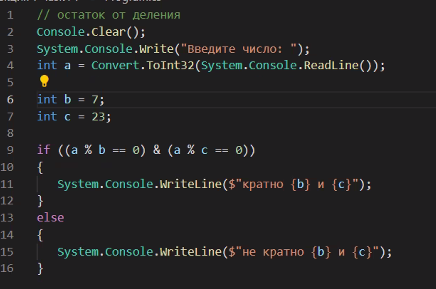 1 // остаток от деления
2 Console.Clear();
3 System.Console.Write("Введите число: ");
4 int a = Convert.ToInt32(System.Console.ReadLine());
5
6 int b = 7;
7 int c = 23;
8
9 if ((a % b == 0) & (a % c == 0))
10 {
11     System.Console.WriteLine($"кратно {b} и {c}");
12 }
13 else
14 {
15     System.Console.WriteLine($"не кратно {b} и {c}");
16 }